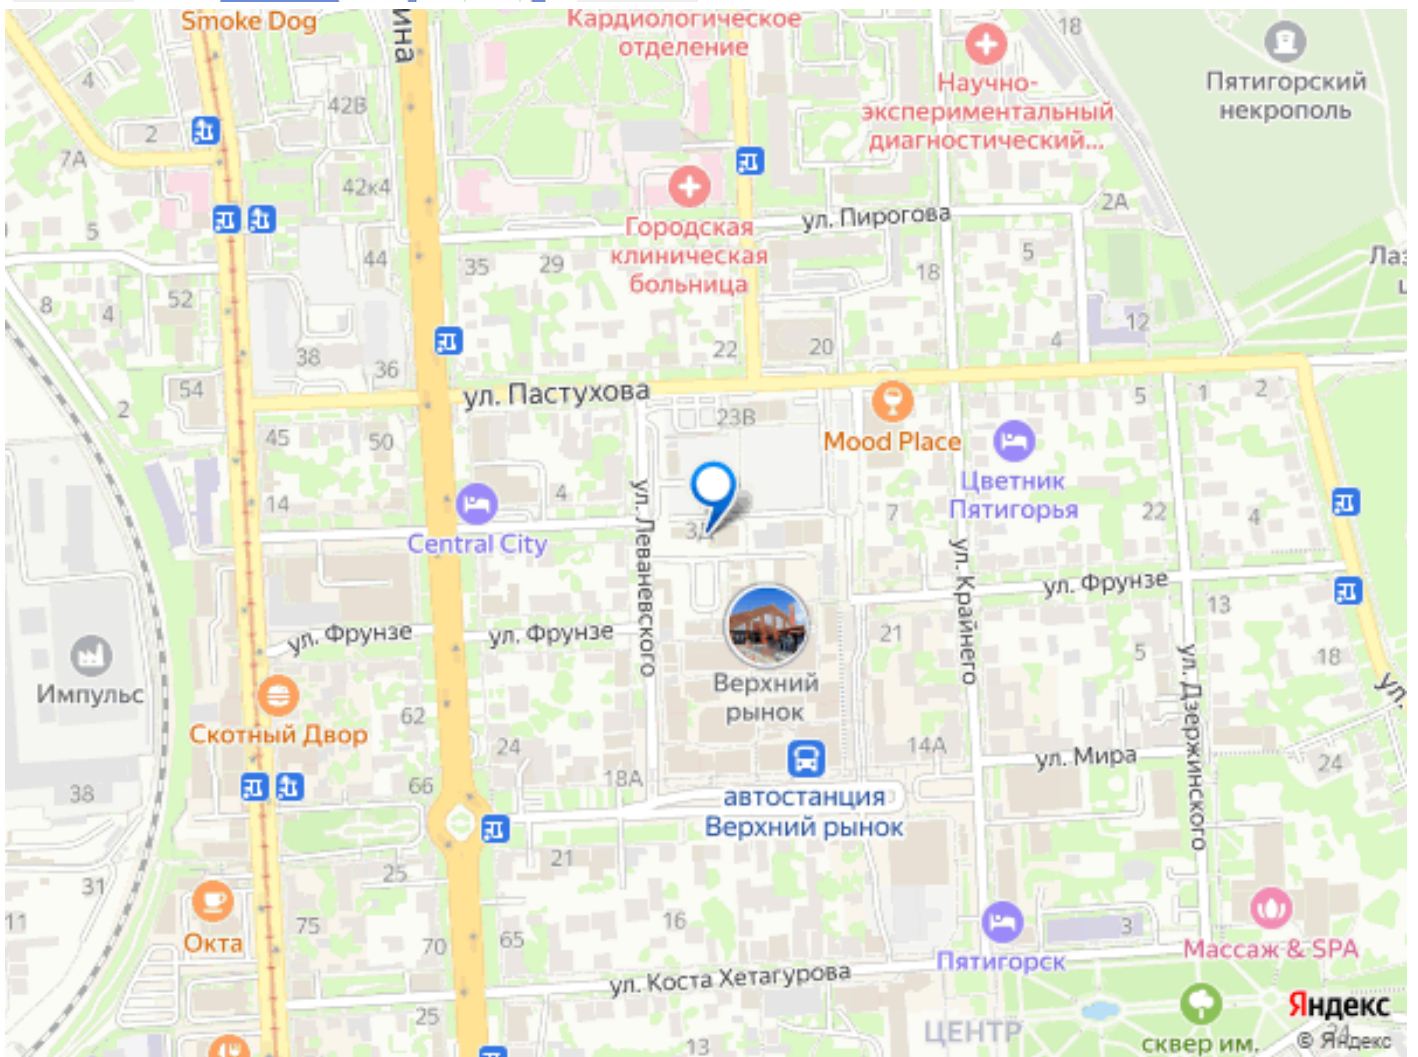 Smoke Dog
ина
Кардиологическое
отделение
18
Научно-
экспериментальный
диагностический...
Пятигорский
некрополь
4
42В
2
7А
42к4
2А
ул. Пирогова
Городская
клиническая
больница
5
44
35
29
18
5
Лаз
ц
8
4
52
12
38
36
22
20
4
54
2
ул. Пастухова
23В
5
1
2
Mood Place
45
50
Цветник
Пятигорья
14
4
ул. Леваневского
7
22
4
Central City
3
ул. Крайнего
ул. Фрунзе
13
ул. Фрунзе
ул. Фрунзе
21
5
18
Импульс
ул. Дзержинского
ул.
Верхний
рынок
Скотный Двор
62
24
14А
ул. Мира
24
38
66
18А
автостанция
Верхний рынок
21
25
31
11
Окта
75
70
65
16
3
Массаж & SPA
Пятигорск
ул. Коста Хетагурова
25
13
ЦЕНТР
сквер им.
Яндекс
© Яндекс